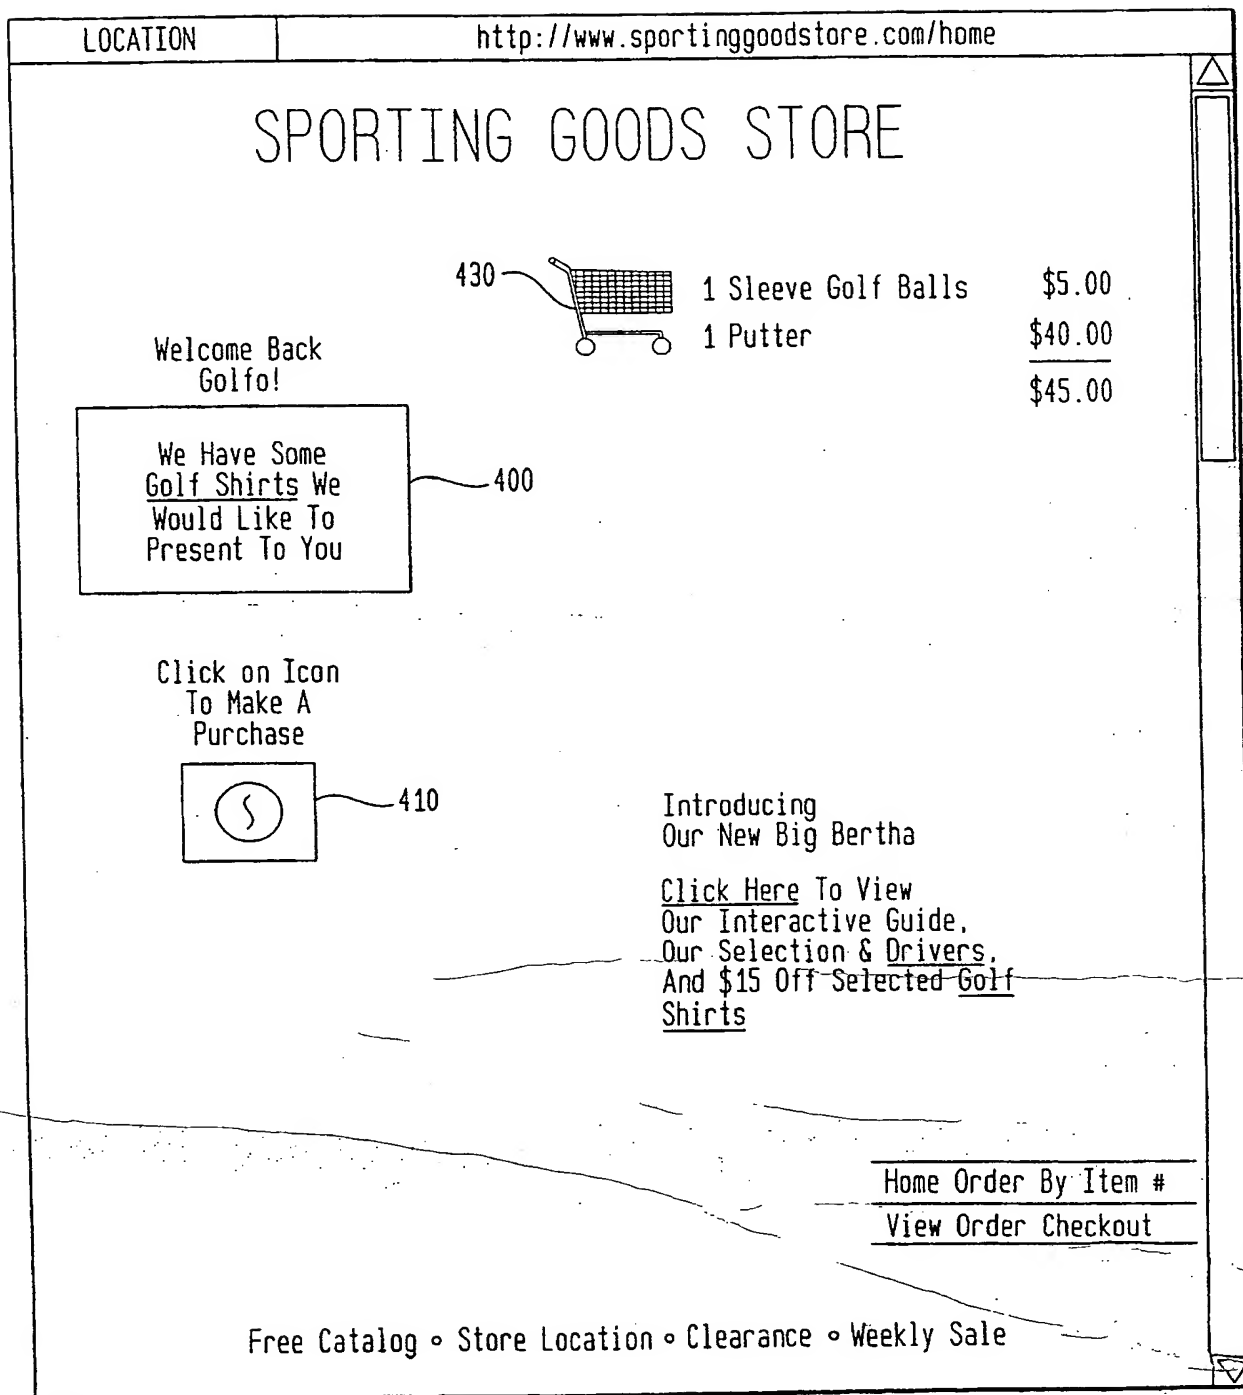 LOCATION http://www.sportinggoodstore.com/home
SPORTING GOODS STORE
430
1 Sleeve Golf Balls $5.00
1 Putter $40.00
$45.00
Welcome Back
Golfo!
We Have Some
Golf Shirts We
Would Like To
Present To You
400
Click on Icon
To Make A
Purchase
410
Introducing
Our New Big Bertha
Click Here To View
Our Interactive Guide,
Our Selection & Drivers,
And $15 Off Selected Golf
Shirts
Home Order By Item #
View Order Checkout
Free Catalog ∘ Store Location ∘ Clearance ∘ Weekly Sale